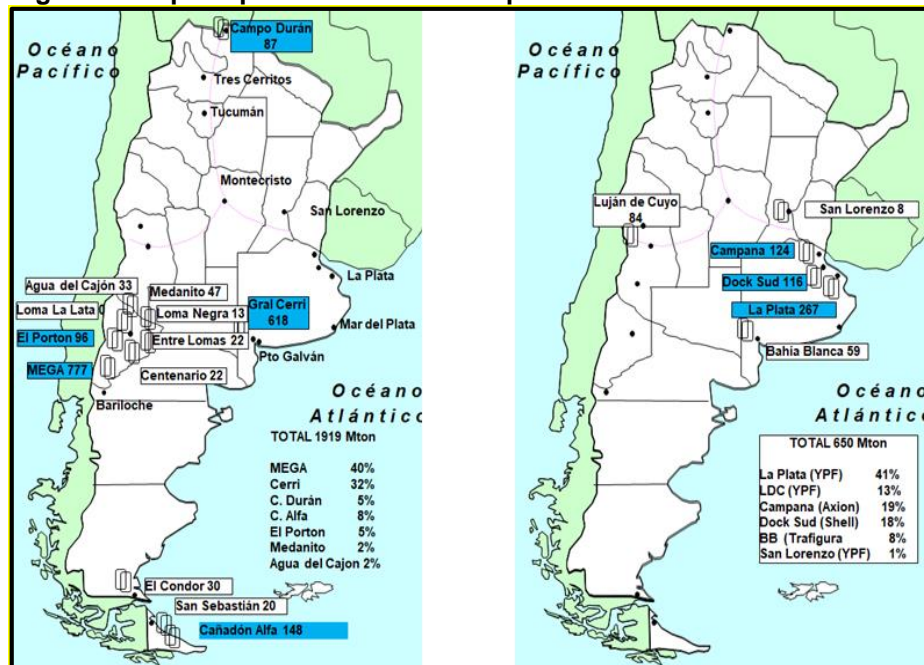 Océano
Pacífico
Campo Durán
87
Tres Cerritos
Tucumán
Montecristo
San Lorenzo
La Plata
Agua del Cajón 33
Medanito 47
Loma La Lata 0
Loma Negra 13
Gral Cerri
618
El Porton 96
Entre Lomas 22
Mar del Plata
Pto Galván
MEGA 777
Centenario 22
Bariloche
Océano
Atlántico
TOTAL 1919 Mton
MEGA 40%
Cerri 32%
C. Durán 5%
C. Alfa 8%
El Porton 5%
Medanito 2%
Agua del Cajon 2%
El Condor 30
San Sebastián 20
Cañadón Alfa 148
Océano
Pacífico
Luján de Cuyo
84
San Lorenzo 8
Campana 124
Dock Sud 116
La Plata 267
Bahía Blanca 59
Océano
Atlántico
TOTAL 650 Mton
La Plata (YPF) 41%
LDC (YPF) 13%
Campana (Axion) 19%
Dock Sud (Shell) 18%
BB (Trafigura 8%
San Lorenzo (YPF) 1%